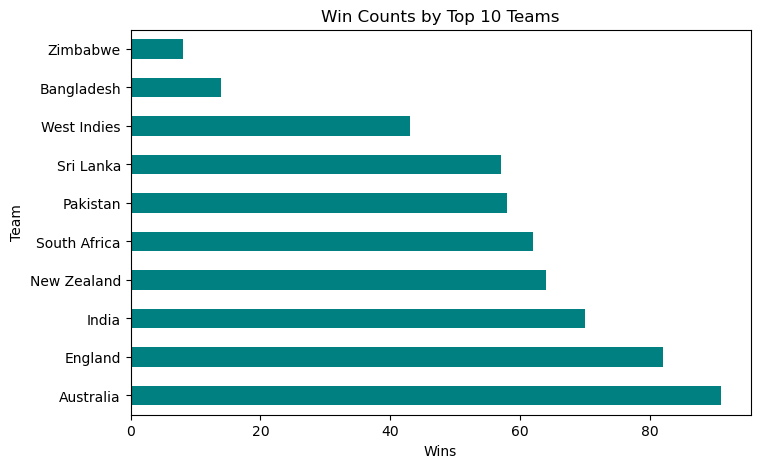 Win Counts by Top 10 Teams
Zimbabwe
Bangladesh
West Indies
Sri Lanka
Pakistan
South Africa
New Zealand
India
England
Australia
Team
0 20 40 60 80
Wins